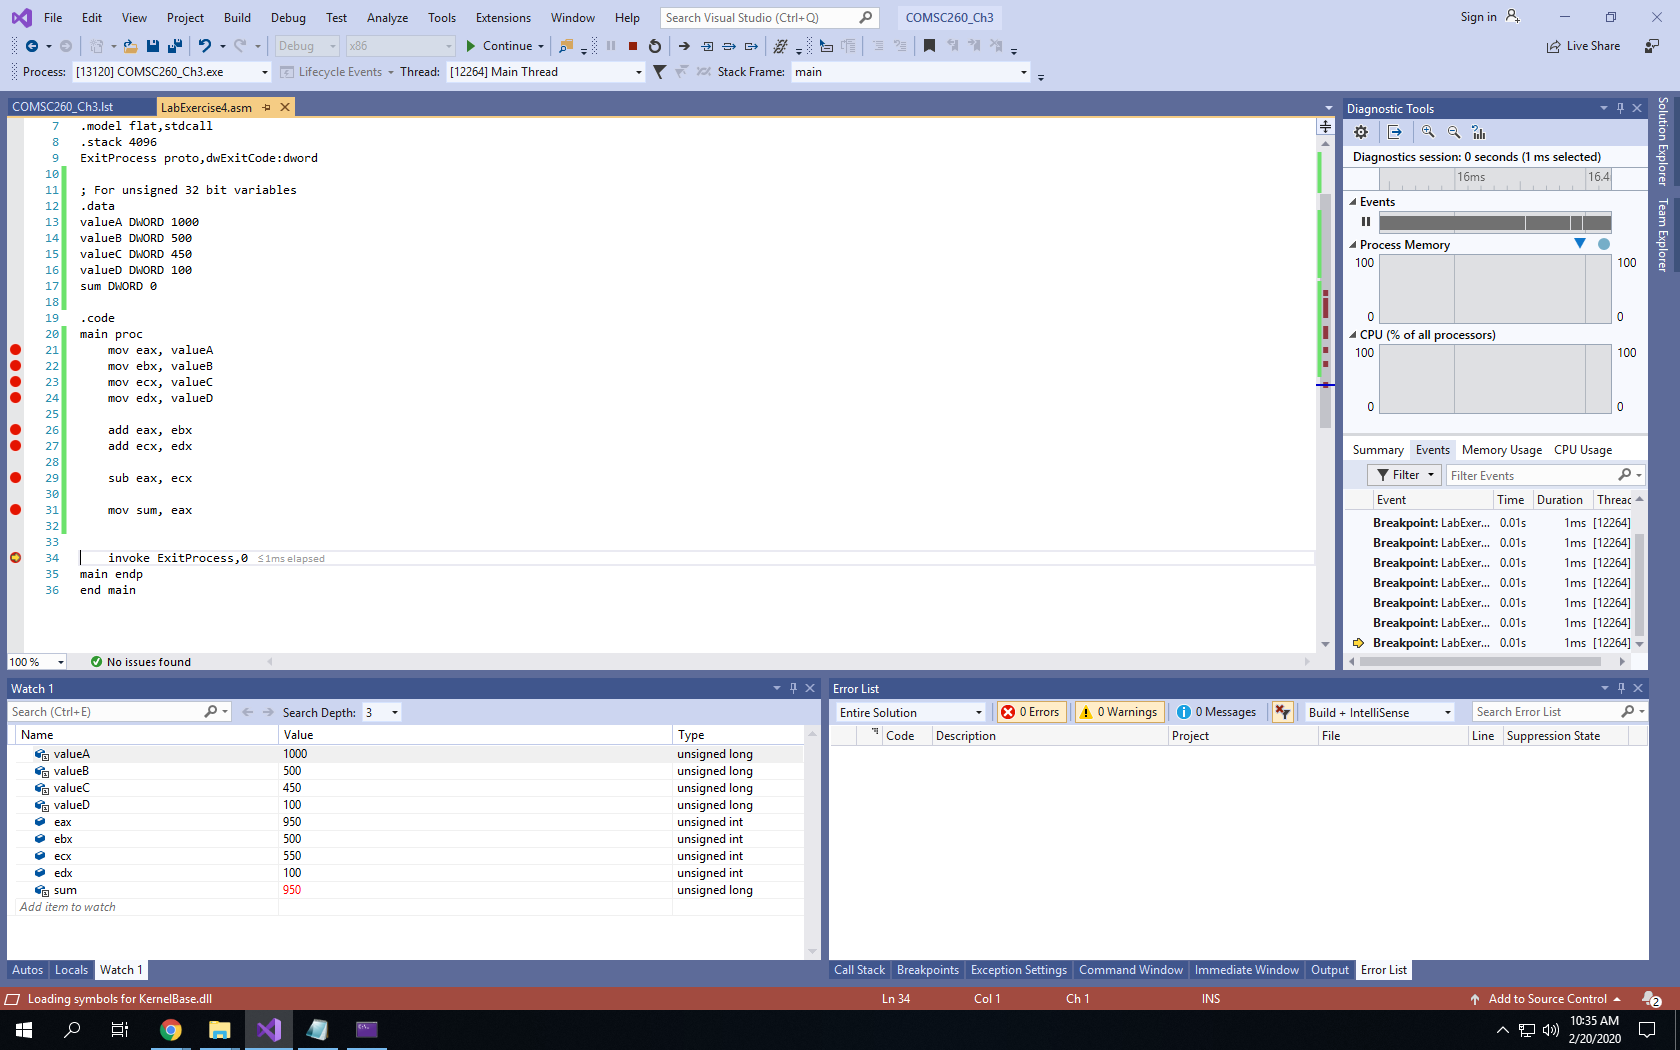 File Edit View Project Build Debug Test Analyze Tools Extensions Window Help Search Visual Studio (Ctrl+Q) COMSC260_Ch3 Sign in
Debug x86 Continue Live Share
Process: [13120] COMSC260_Ch3.exe Lifecycle Events Thread: [12264] Main Thread Stack Frame: main
COMSC260_Ch3.lst LabExercise4.asm
7 .model flat,stdcall
8 .stack 4096
9 ExitProcess proto,dwExitCode:dword
10
11 ; For unsigned 32 bit variables
12 .data
13 valueA DWORD 1000
14 valueB DWORD 500
15 valueC DWORD 450
16 valueD DWORD 100
17 sum DWORD 0
18
19 .code
20 main proc
21 mov eax, valueA
22 mov ebx, valueB
23 mov ecx, valueC
24 mov edx, valueD
25
26 add eax, ebx
27 add ecx, edx
28
29 sub eax, ecx
30
31 mov sum, eax
32
33
34 invoke ExitProcess,0 ≤1ms elapsed
35 main endp
36 end main
100 % No issues found
Diagnostic Tools
Diagnostics session: 0 seconds (1 ms selected)
16ms 16.4
Events
Process Memory
100 100
0 0
CPU (% of all processors)
100 100
0 0
Summary Events Memory Usage CPU Usage
Filter Filter Events
Event Time Duration Thread
Breakpoint: LabExer... 0.01s 1ms [12264]
Breakpoint: LabExer... 0.01s 1ms [12264]
Breakpoint: LabExer... 0.01s 1ms [12264]
Breakpoint: LabExer... 0.01s 1ms [12264]
Breakpoint: LabExer... 0.01s 1ms [12264]
Breakpoint: LabExer... 0.01s 1ms [12264]
Breakpoint: LabExer... 0.01s 1ms [12264]
Solution Explorer
Team Explorer
Watch 1
Search (Ctrl+E) Search Depth: 3
Name Value Type
valueA 1000 unsigned long
valueB 500 unsigned long
valueC 450 unsigned long
valueD 100 unsigned long
eax 950 unsigned int
ebx 500 unsigned int
ecx 550 unsigned int
edx 100 unsigned int
sum 950 unsigned long
Add item to watch
Autos Locals Watch 1
Error List
Entire Solution 0 Errors 0 Warnings 0 Messages Build + IntelliSense Search Error List
Code Description Project File Line Suppression State
Call Stack Breakpoints Exception Settings Command Window Immediate Window Output Error List
Loading symbols for KernelBase.dll Ln 34 Col 1 Ch 1 INS Add to Source Control 2
10:35 AM
2/20/2020